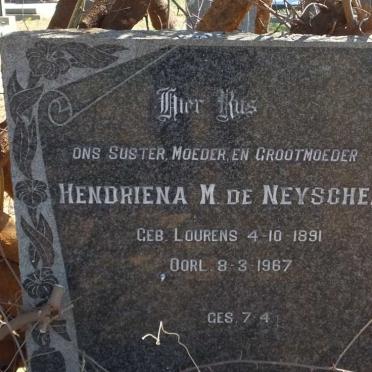 Hier Rus
ONS SUSTER, MOEDER, EN GROOTMOEDER
HENDRIENA M. DE NEYSCHE
GEB. LOURENS 4-10-1891
OORL. 8-3-1967
GES. 7-4